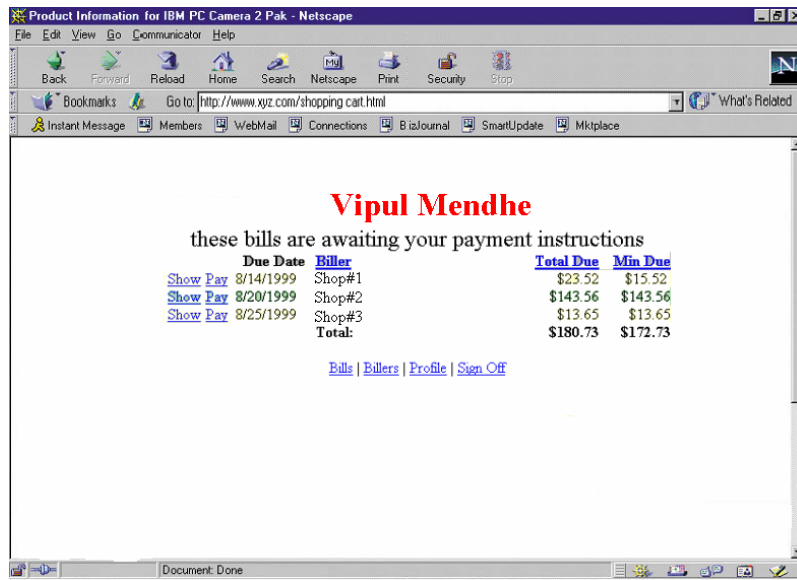 Product Information for IBM PC Camera 2 Pak - Netscape
File Edit View Go Communicator Help
Back Forward Reload Home Search Netscape Print Security Stop
My
N
Bookmarks Go to: http://www.xyz.com/shopping cart.html What's Related
Instant Message Members WebMail Connections BizJournal SmartUpdate Mktplace
Vipul Mendhe
these bills are awaiting your payment instructions
Due Date Biller Total Due Min Due
Show Pay 8/14/1999 Shop#1 $23.52 $15.52
Show Pay 8/20/1999 Shop#2 $143.56 $143.56
Show Pay 8/25/1999 Shop#3 $13.65 $13.65
Total: $180.73 $172.73
Bills | Billers | Profile | Sign Off
Document: Done